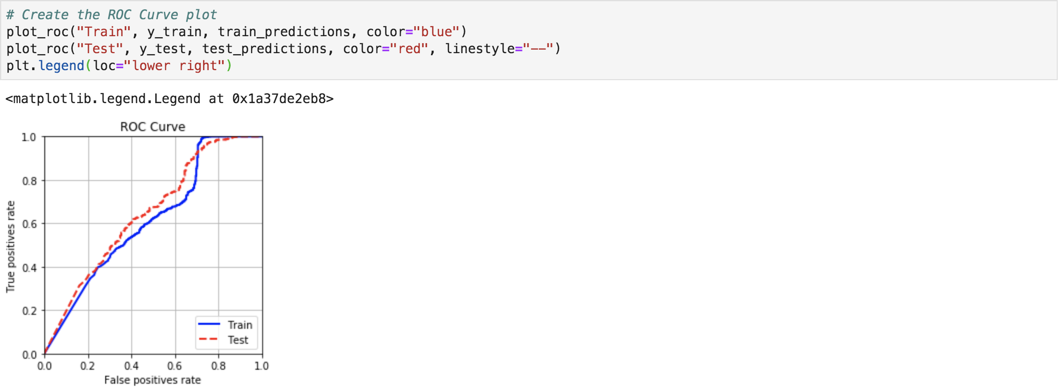 # Create the ROC Curve plot
plot_roc("Train", y_train, train_predictions, color="blue")
plot_roc("Test", y_test, test_predictions, color="red", linestyle="--")
plt.legend(loc="lower right")
<matplotlib.legend.Legend at 0x1a37de2eb8>
ROC Curve
1.0
0.8
0.6
0.4
0.2
0.0
True positives rate
Train
Test
0.0 0.2 0.4 0.6 0.8 1.0
False positives rate